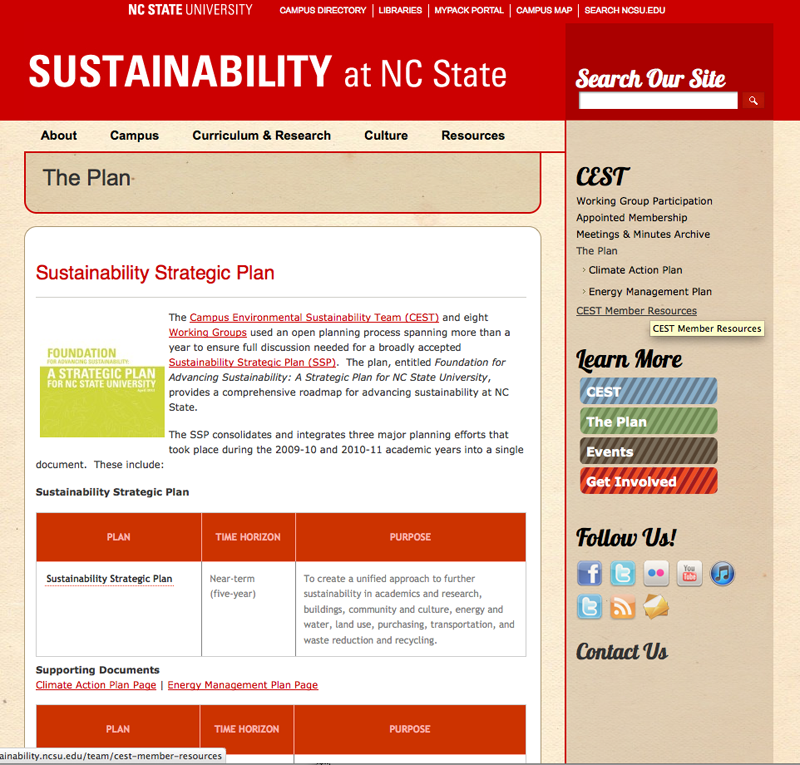 NC STATE UNIVERSITY
CAMPUS DIRECTORY
LIBRARIES
MYPACK PORTAL
CAMPUS MAP
SEARCH NCSU.EDU
SUSTAINABILITY at NC State
Search Our Site
About
Campus
Curriculum & Research
Culture
Resources
The Plan
Sustainability Strategic Plan
FOUNDATION
FOR ADVANCING SUSTAINABILITY:
A STRATEGIC PLAN
FOR NC STATE UNIVERSITY
The Campus Environmental Sustainability Team (CEST) and eight
Working Groups used an open planning process spanning more than a
year to ensure full discussion needed for a broadly accepted
Sustainability Strategic Plan (SSP).  The plan, entitled Foundation for
Advancing Sustainability: A Strategic Plan for NC State University,
provides a comprehensive roadmap for advancing sustainability at NC
State.
The SSP consolidates and integrates three major planning efforts that
took place during the 2009-10 and 2010-11 academic years into a single
document.  These include:
Sustainability Strategic Plan
PLAN
TIME HORIZON
PURPOSE
Sustainability Strategic Plan
Near-term
(five-year)
To create a unified approach to further
sustainability in academics and research,
buildings, community and culture, energy and
water, land use, purchasing, transportation, and
waste reduction and recycling.
Supporting Documents
Climate Action Plan Page | Energy Management Plan Page
PLAN
TIME HORIZON
PURPOSE
ainability.ncsu.edu/team/cest-member-resources
CEST
Working Group Participation
Appointed Membership
Meetings & Minutes Archive
The Plan
› Climate Action Plan
› Energy Management Plan
CEST Member Resources
CEST Member Resources
Learn More
CEST
The Plan
Events
Get Involved
Follow Us!
You
Tube
Contact Us